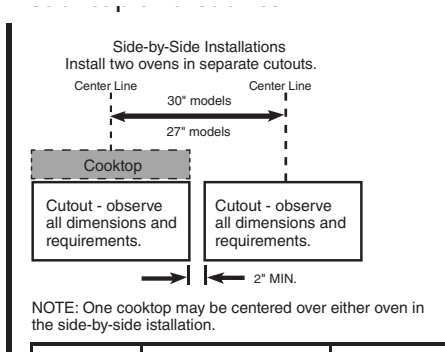 Side-by-Side Installations
Install two ovens in separate cutouts.
Center Line
Center Line
30" models
27" models
Cooktop
Cutout - observe
all dimensions and
requirements.
Cutout - observe
all dimensions and
requirements.
2" MIN.
NOTE: One cooktop may be centered over either oven in
the side-by-side istallation.